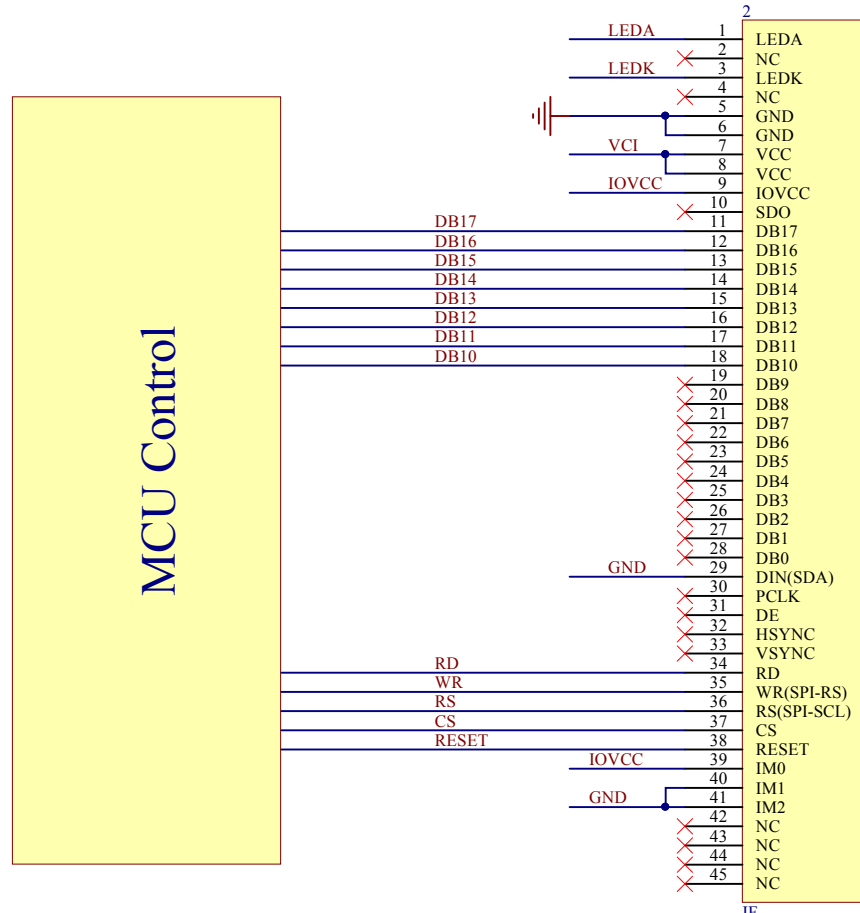 2
LEDA 1 LEDA
2 NC
LEDK 3 LEDK
4 NC
5 GND
6 GND
VCI 7 VCC
8 VCC
IOVCC 9 IOVCC
10 SDO
DB17 11 DB17
DB16 12 DB16
DB15 13 DB15
DB14 14 DB14
DB13 15 DB13
DB12 16 DB12
DB11 17 DB11
DB10 18 DB10
19 DB9
20 DB8
21 DB7
22 DB6
23 DB5
24 DB4
25 DB3
26 DB2
27 DB1
28 DB0
GND 29 DIN(SDA)
30 PCLK
31 DE
32 HSYNC
33 VSYNC
RD 34 RD
WR 35 WR(SPI-RS)
RS 36 RS(SPI-SCL)
CS 37 CS
RESET 38 RESET
IOVCC 39 IM0
40 IM1
GND 41 IM2
42 NC
43 NC
44 NC
45 NC
MCU Control